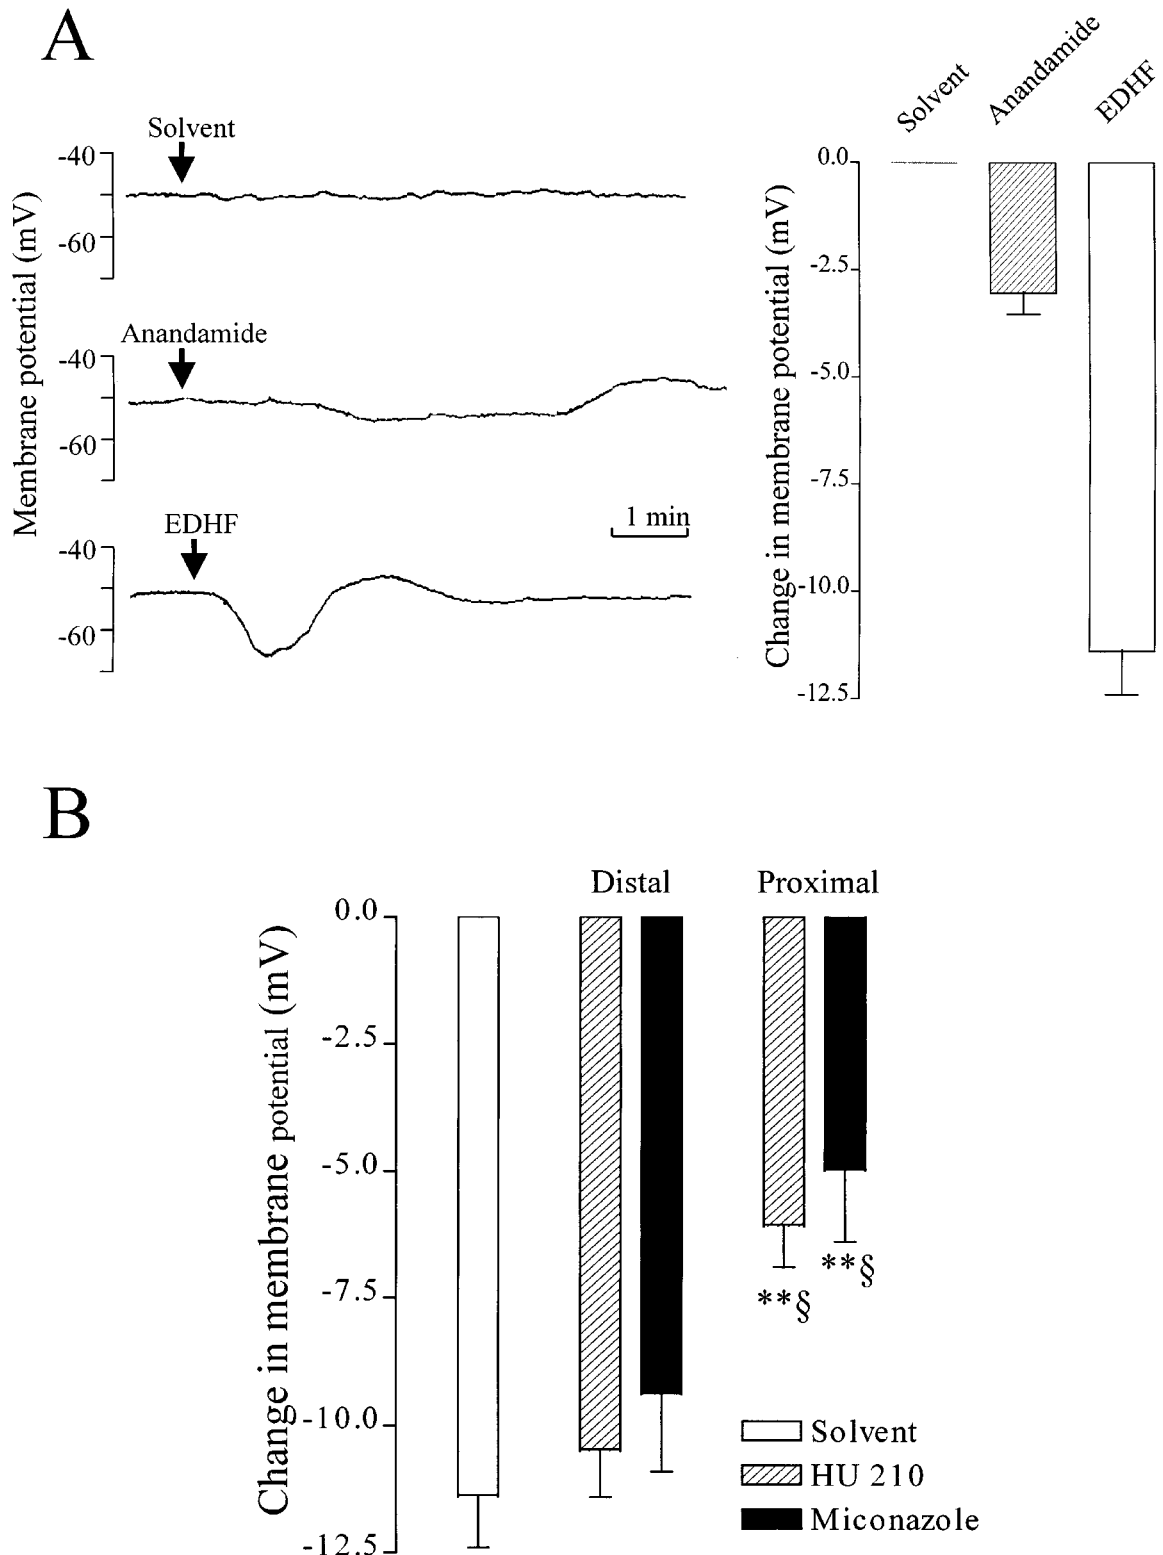 A
Solvent
-40
-60
Anandamide
-40
-60
EDHF
-40
-60
1 min
Membrane potential (mV)
Solvent
Anandamide
EDHF
0.0
-2.5
-5.0
-7.5
-10.0
-12.5
Change in membrane potential (mV)
B
Distal
Proximal
0.0
-2.5
-5.0
-7.5
-10.0
-12.5
Change in membrane potential (mV)
**§
**§
Solvent
HU 210
Miconazole